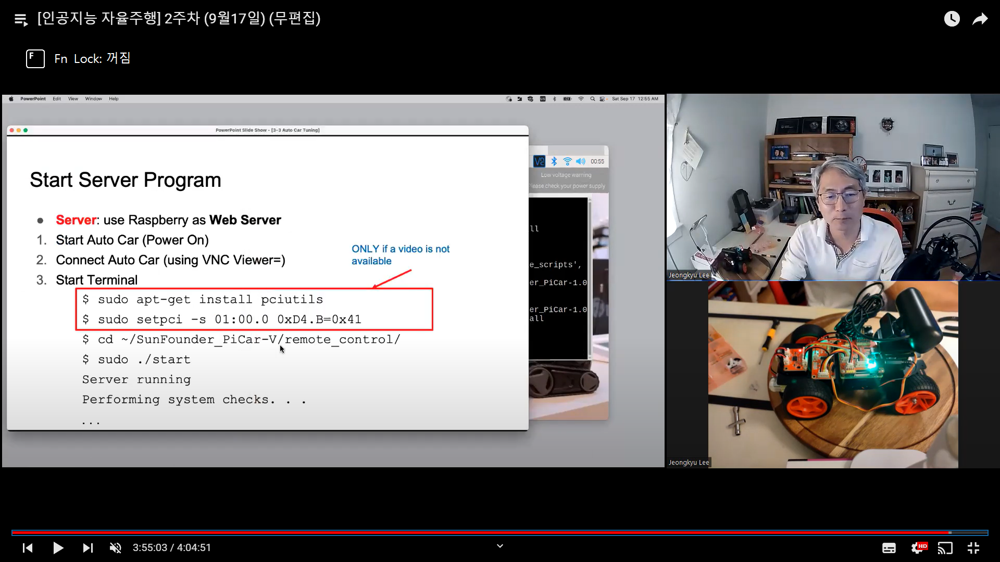 [인공지능 자율주행] 2주차 (9월17일) (무편집)
F
Fn Lock: 꺼짐
PowerPoint Edit View Window Help
US
Sat Sep 17 12:55 AM
PowerPoint Slide Show - [3-3 Auto Car Tuning]
Start Server Program
● Server: use Raspberry as Web Server
1. Start Auto Car (Power On)
2. Connect Auto Car (using VNC Viewer=)
3. Start Terminal
ONLY if a video is not
available
$ sudo apt-get install pciutils
$ sudo setpci -s 01:00.0 0xD4.B=0x41
$ cd ~/SunFounder_PiCar-V/remote_control/
$ sudo ./start
Server running
Performing system checks. . .
...
00:55
Low voltage warning
Please check your power supply
ll
e_scripts',
er_PiCar-1.0
er_PiCar-1.0
all
Jeongkyu Lee
Jeongkyu Lee
3:55:03 / 4:04:51
HD